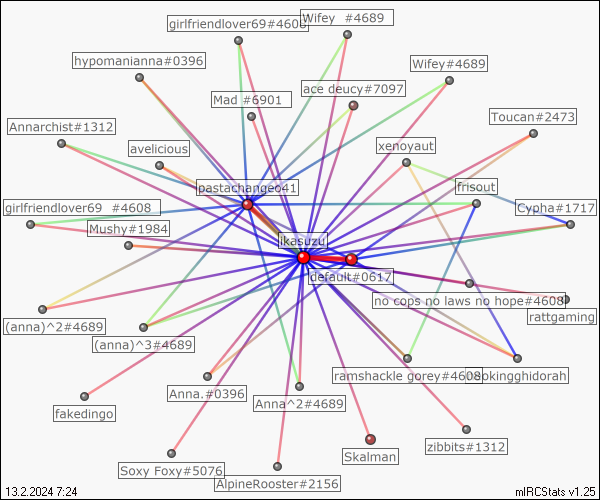 girlfriendlover69#4608
Wifey  #4689
hypomanianna#0396
Wifey#4689
ace deucy#7097
Mad #6901
Toucan#2473
Annarchist#1312
avelicious
xenoyaut
pastachangeo41
frisout
girlfriendlover69  #4608
Cypha#1717
Mushy#1984
ikasuzu
default#0617
no cops no laws no hope#4608
rattgaming
(anna)^2#4689
(anna)^3#4689
ramshackle gorey#4608
okingghidorah
Anna.#0396
Anna^2#4689
fakedingo
zibbits#1312
Skalman
Soxy Foxy#5076
AlpineRooster#2156
13.2.2024 7:24
mIRCStats v1.25